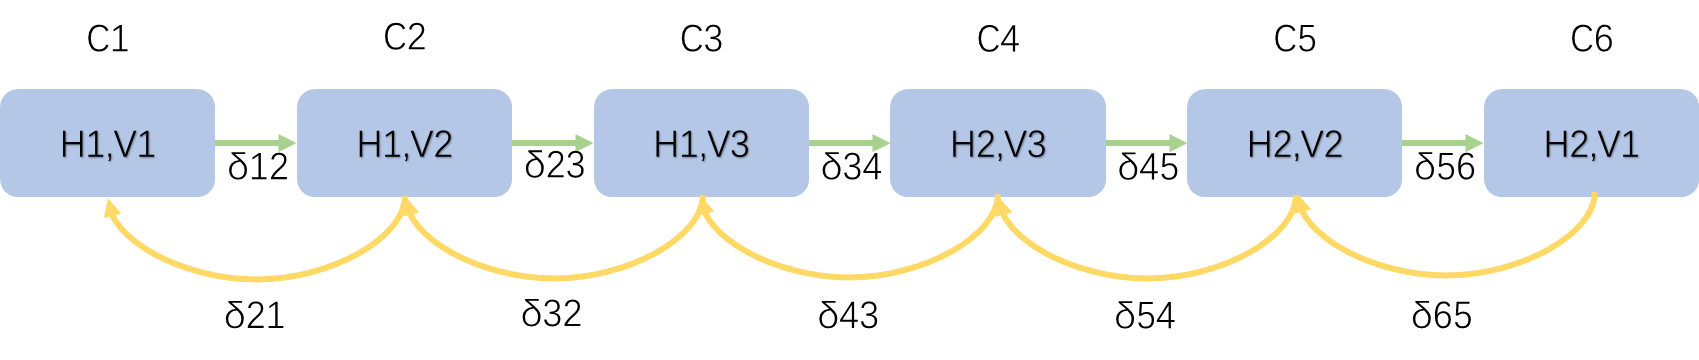 C1 C2 C3 C4 C5 C6
H1,V1 H1,V2 H1,V3 H2,V3 H2,V2 H2,V1
δ12 δ23 δ34 δ45 δ56
δ21 δ32 δ43 δ54 δ65